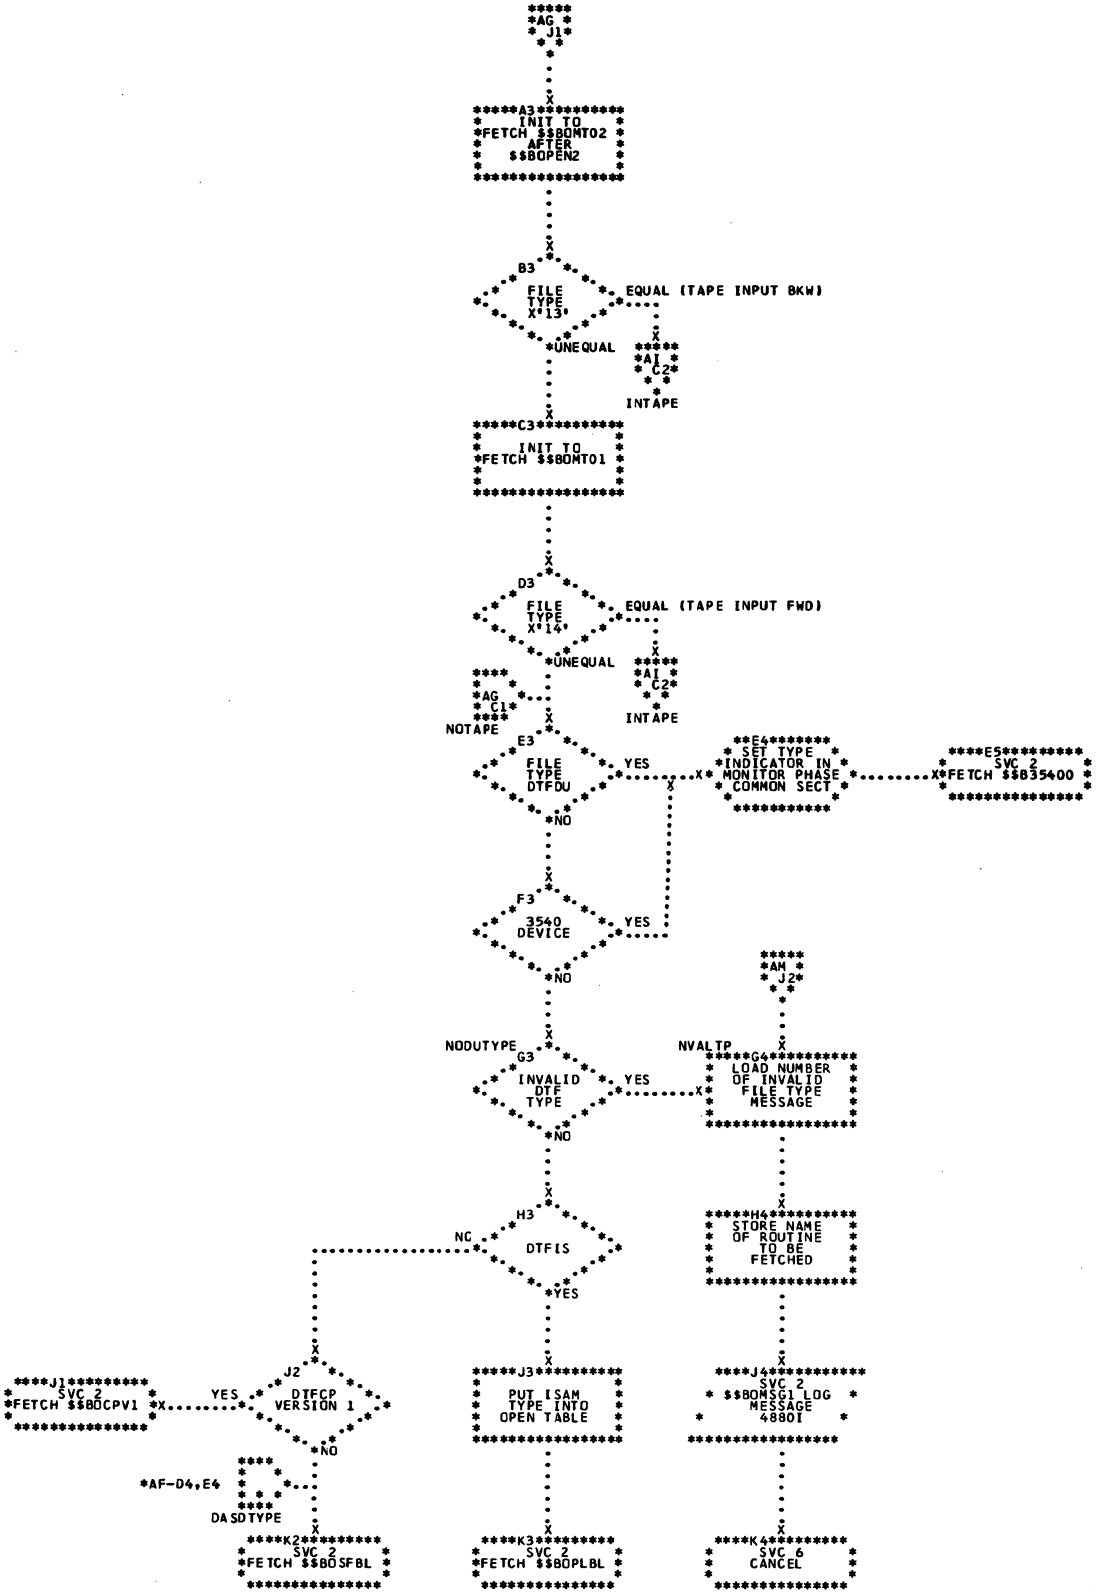 AG
J1
A3
INIT TO
FETCH $$BOMT02
AFTER
$$BOPEN2
B3
FILE
TYPE
X'13'
EQUAL (TAPE INPUT BKW)
UNEQUAL
AI
C2
INTAPE
C3
INIT TO
FETCH $$BOMT01
D3
FILE
TYPE
X'14'
EQUAL (TAPE INPUT FWD)
UNEQUAL
AI
C2
INTAPE
AG
C1
NOTAPE
E3
FILE
TYPE
DTFDU
YES
NO
E4
SET TYPE
INDICATOR IN
MONITOR PHASE
COMMON SECT
E5
SVC 2
FETCH $$B35400
F3
3540
DEVICE
YES
NO
AM
J2
NODUTYPE
G3
INVALID
DTF
TYPE
YES
NO
NVALTP
G4
LOAD NUMBER
OF INVALID
FILE TYPE
MESSAGE
H3
DTFIS
NO
YES
H4
STORE NAME
OF ROUTINE
TO BE
FETCHED
J1
SVC 2
FETCH $$BOCPV1
YES
J2
DTFCP
VERSION 1
NO
J3
PUT ISAM
TYPE INTO
OPEN TABLE
J4
SVC 2
$$BOMSG1 LOG
MESSAGE
4880I
*AF-D4,E4
DASDTYPE
K2
SVC 2
FETCH $$BOSFBL
K3
SVC 2
FETCH $$BOPLBL
K4
SVC 6
CANCEL